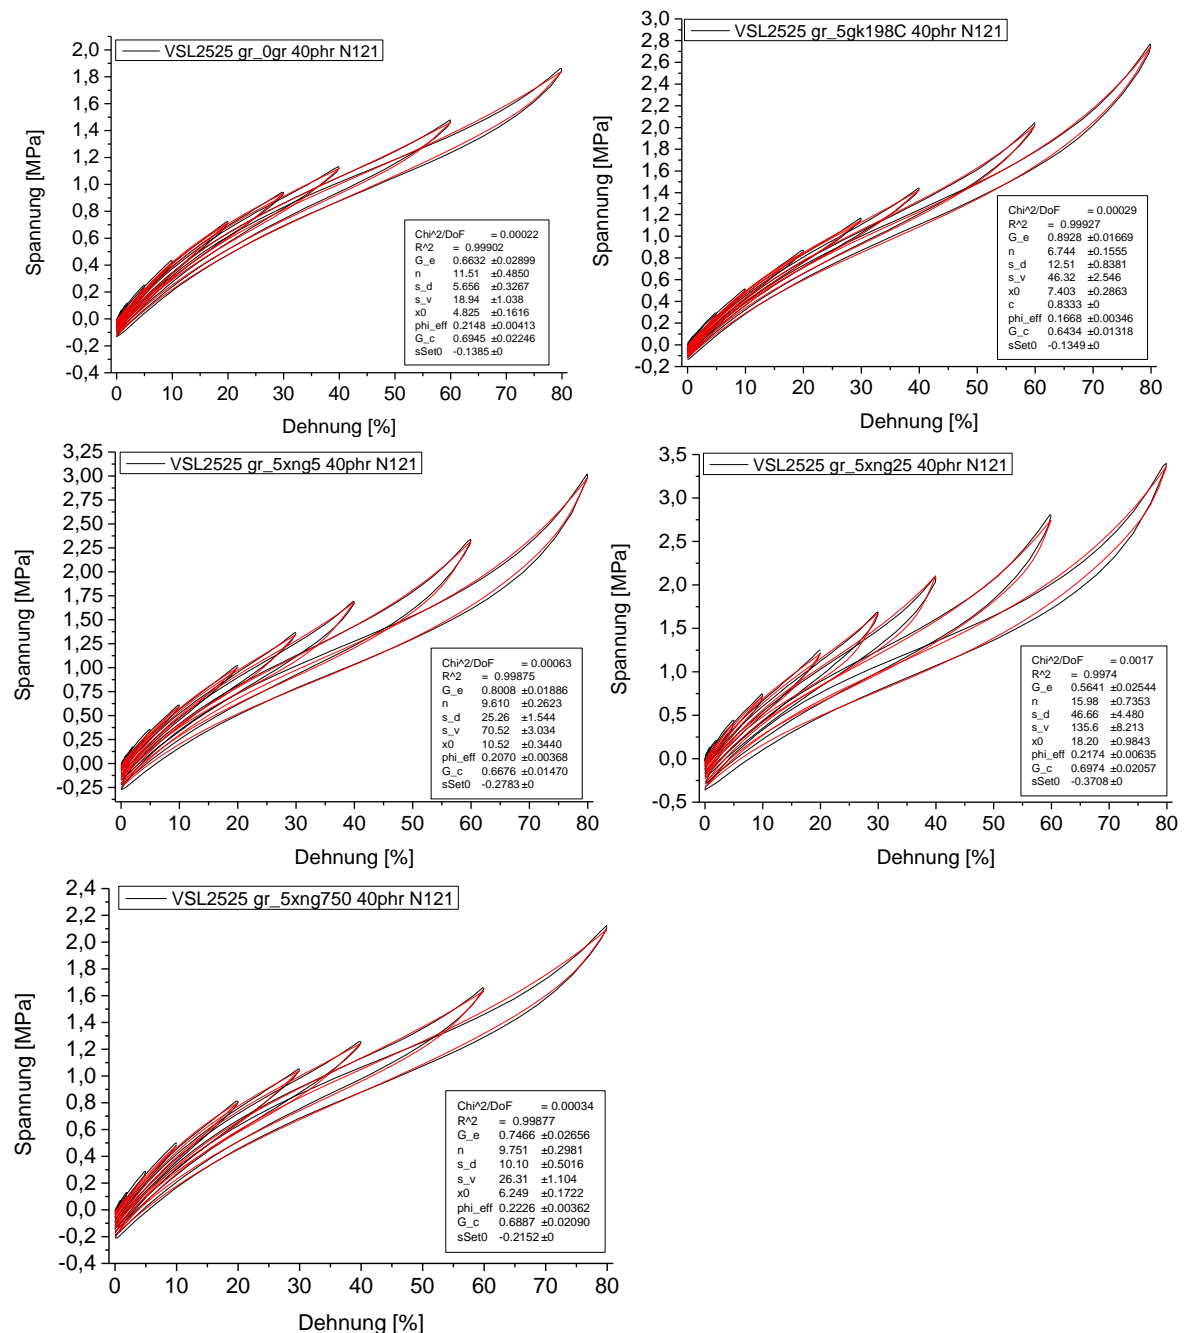 VSL2525 gr_0gr 40phr N121
2,0
1,8
1,6
1,4
1,2
1,0
0,8
0,6
0,4
0,2
0,0
-0,2
-0,4
Spannung [MPa]
0 10 20 30 40 50 60 70 80
Dehnung [%]
Chi^2/DoF = 0.00022
R^2 = 0.99902
G_e 0.6632 ±0.02899
n 11.51 ±0.4850
s_d 5.656 ±0.3267
s_v 18.94 ±1.038
x0 4.825 ±0.1616
phi_eff 0.2148 ±0.00413
G_c 0.6945 ±0.02246
sSet0 -0.1385 ±0
VSL2525 gr_5gk198C 40phr N121
3,0
2,8
2,6
2,4
2,2
2,0
1,8
1,6
1,4
1,2
1,0
0,8
0,6
0,4
0,2
0,0
-0,2
Spannung [MPa]
0 10 20 30 40 50 60 70 80
Dehnung [%]
Chi^2/DoF = 0.00029
R^2 = 0.99927
G_e 0.8928 ±0.01669
n 6.744 ±0.1555
s_d 12.51 ±0.8381
s_v 46.32 ±2.546
x0 7.403 ±0.2863
c 0.8333 ±0
phi_eff 0.1668 ±0.00346
G_c 0.6434 ±0.01318
sSet0 -0.1349 ±0
VSL2525 gr_5xng5 40phr N121
3,25
3,00
2,75
2,50
2,25
2,00
1,75
1,50
1,25
1,00
0,75
0,50
0,25
0,00
-0,25
Spannung [MPa]
0 10 20 30 40 50 60 70 80
Dehnung [%]
Chi^2/DoF = 0.00063
R^2 = 0.99875
G_e 0.8008 ±0.01886
n 9.610 ±0.2623
s_d 25.26 ±1.544
s_v 70.52 ±3.034
x0 10.52 ±0.3440
phi_eff 0.2070 ±0.00368
G_c 0.6676 ±0.01470
sSet0 -0.2783 ±0
VSL2525 gr_5xng25 40phr N121
3,5
3,0
2,5
2,0
1,5
1,0
0,5
0,0
-0,5
Spannung [MPa]
0 10 20 30 40 50 60 70 80
Dehnung [%]
Chi^2/DoF = 0.0017
R^2 = 0.9974
G_e 0.5641 ±0.02544
n 15.98 ±0.7353
s_d 46.66 ±4.480
s_v 135.6 ±8.213
x0 18.20 ±0.9843
phi_eff 0.2174 ±0.00635
G_c 0.6974 ±0.02057
sSet0 -0.3708 ±0
VSL2525 gr_5xng750 40phr N121
2,4
2,2
2,0
1,8
1,6
1,4
1,2
1,0
0,8
0,6
0,4
0,2
0,0
-0,2
-0,4
Spannung [MPa]
0 10 20 30 40 50 60 70 80
Dehnung [%]
Chi^2/DoF = 0.00034
R^2 = 0.99877
G_e 0.7466 ±0.02656
n 9.751 ±0.2981
s_d 10.10 ±0.5016
s_v 26.31 ±1.104
x0 6.249 ±0.1722
phi_eff 0.2226 ±0.00362
G_c 0.6887 ±0.02090
sSet0 -0.2152 ±0